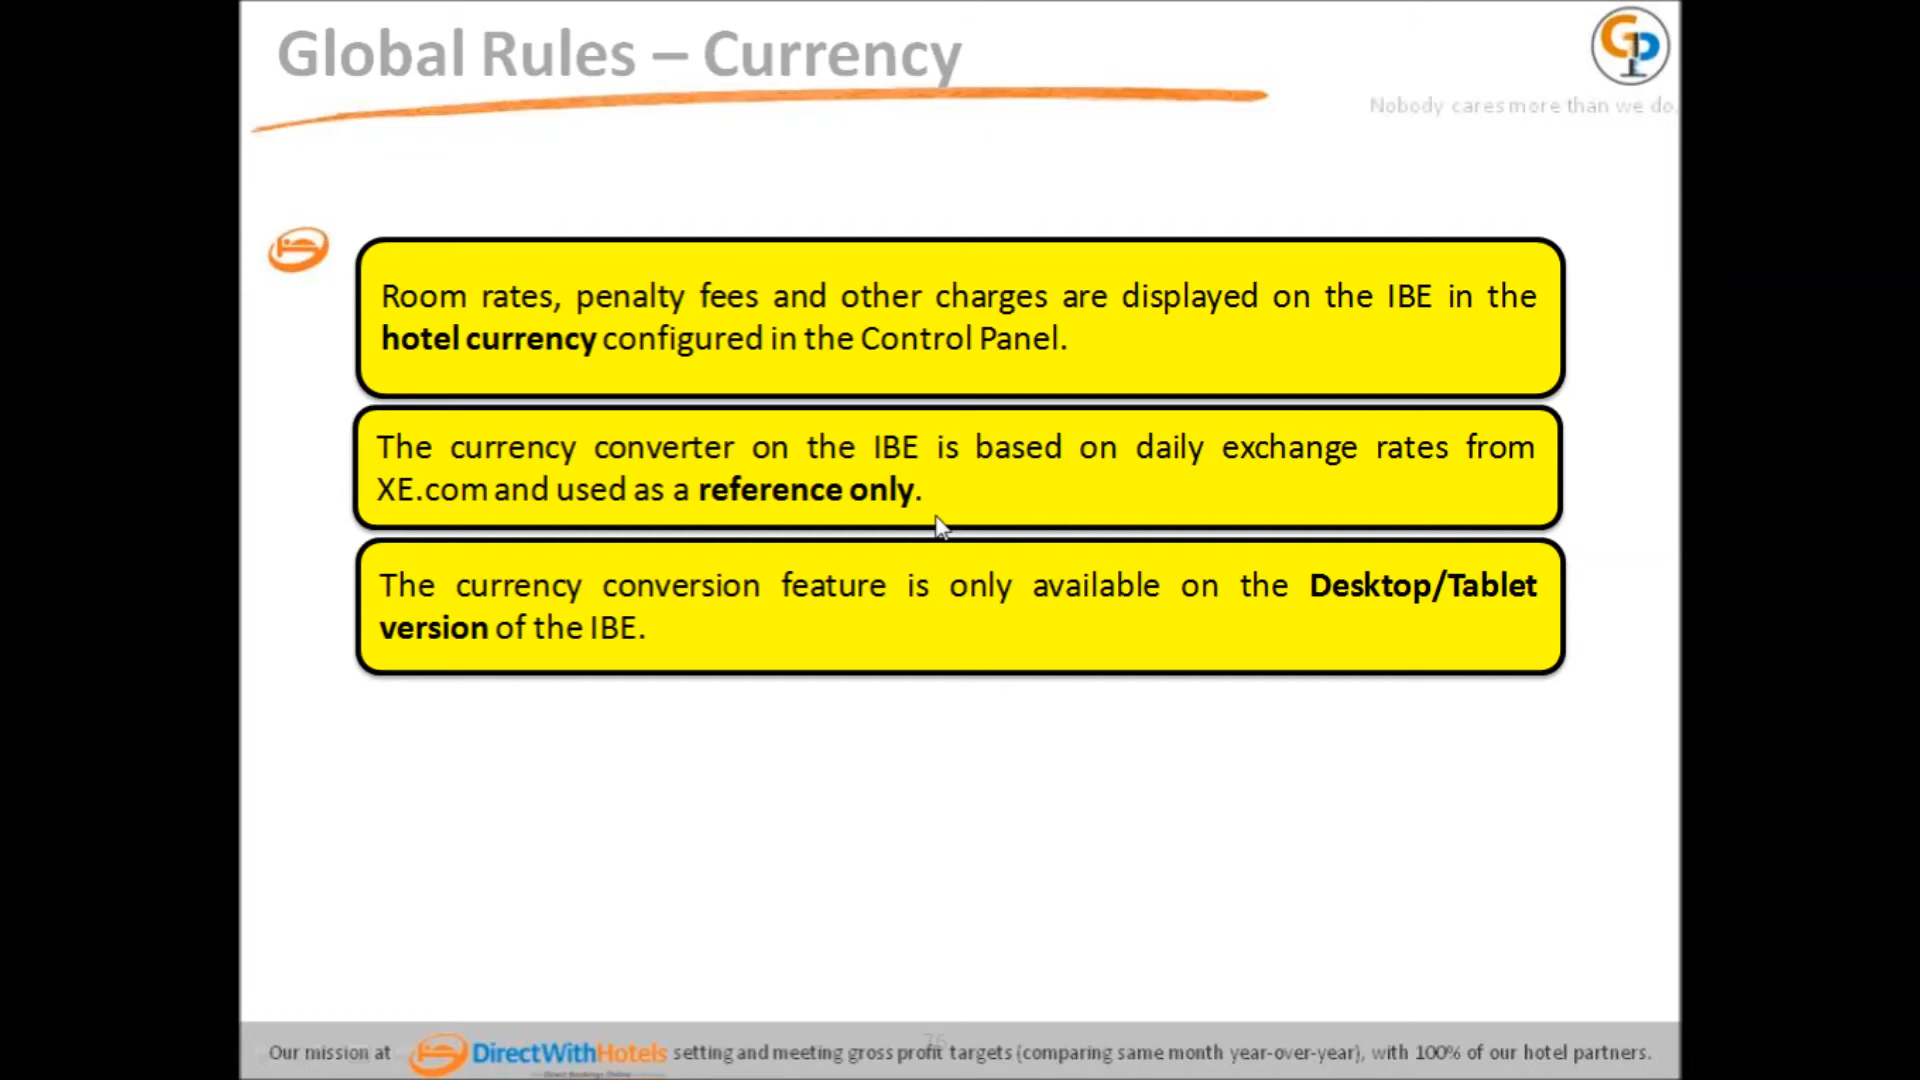 Global Rules – Currency
Nobody cares more than we do.
Room rates, penalty fees and other charges are displayed on the IBE in the
hotel currency configured in the Control Panel.
The currency converter on the IBE is based on daily exchange rates from
XE.com and used as a reference only.
The currency conversion feature is only available on the Desktop/Tablet
version of the IBE.
Our mission at DirectWithHotels setting and meeting gross profit targets (comparing same month year-over-year), with 100% of our hotel partners.
Direct Bookings Online